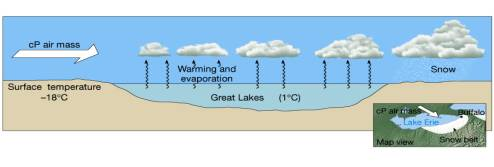 cP air mass
Warming and
evaporation
Snow
Surface temperature
–18°C
Great Lakes (1°C)
cP air mass
Buffalo
Lake Erie
Map view
Snow belt